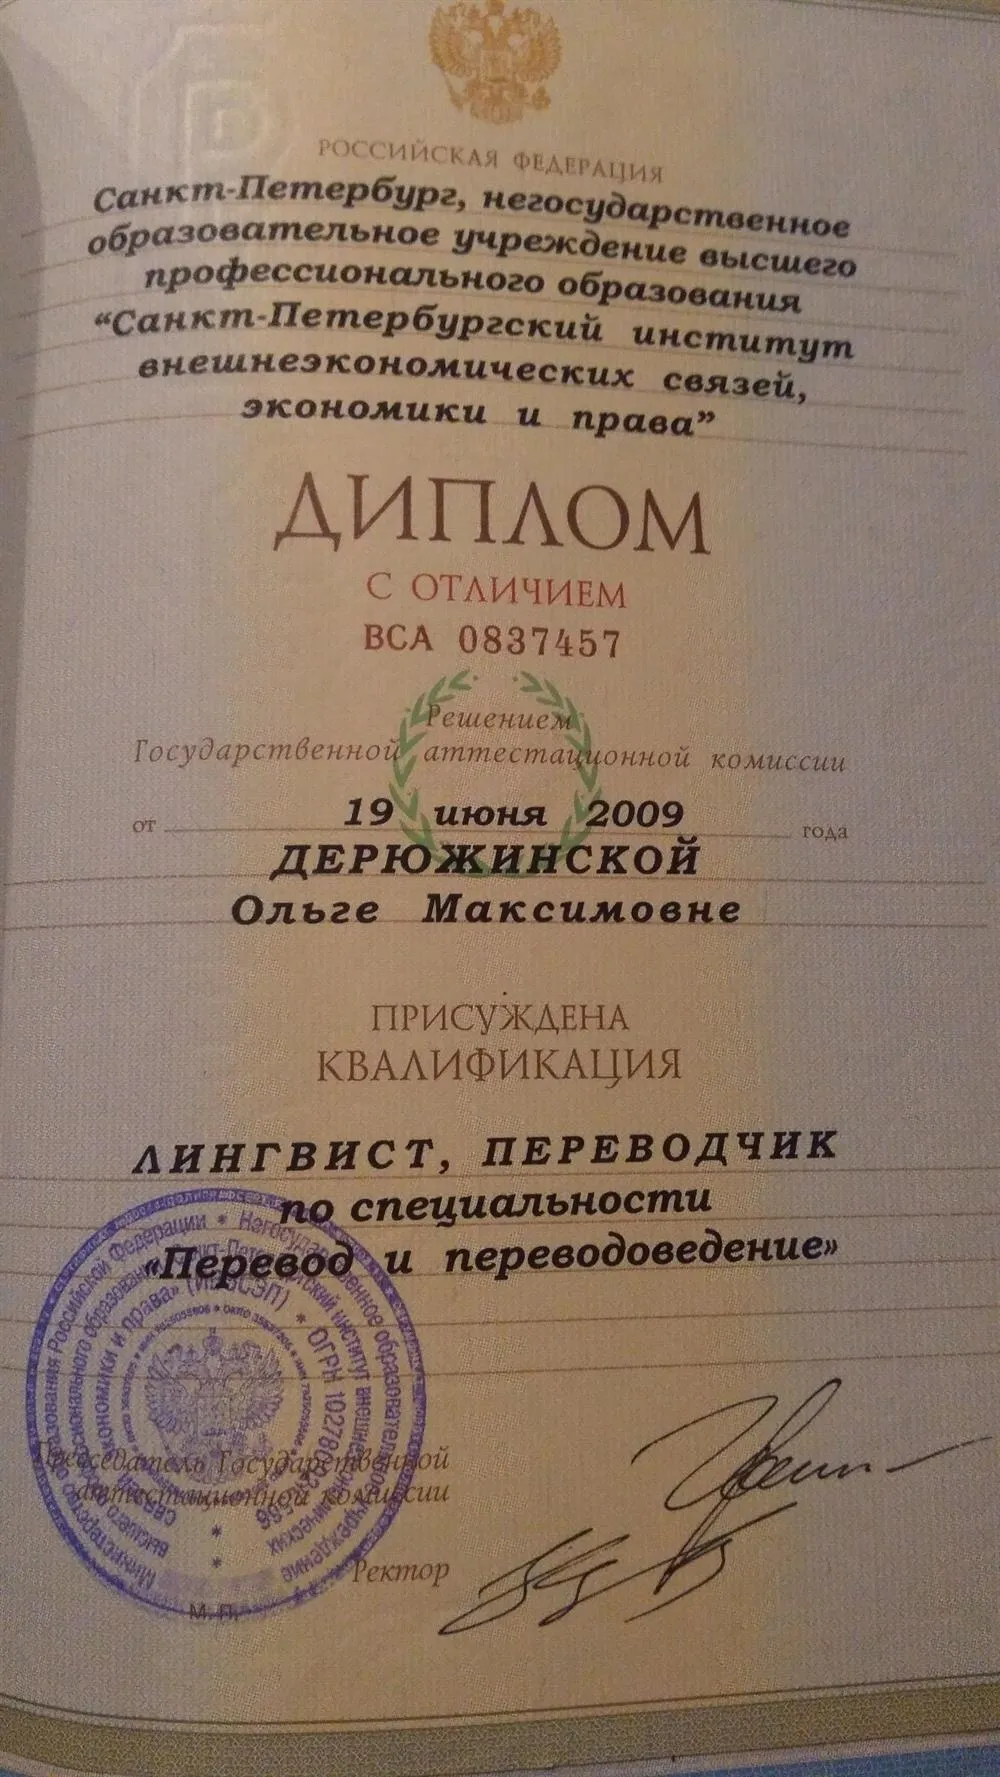 РОССИЙСКАЯ ФЕДЕРАЦИЯ
Санкт-Петербург, негосударственное
образовательное учреждение высшего
профессионального образования
“Санкт-Петербургский институт
внешнеэкономических связей,
экономики и права”
ДИПЛОМ
С ОТЛИЧИЕМ
ВСА 0837457
Решением
Государственной аттестационной комиссии
от 19 июня 2009 года
ДЕРЮЖИНСКОЙ
Ольге Максимовне
ПРИСУЖДЕНА
КВАЛИФИКАЦИЯ
ЛИНГВИСТ, ПЕРЕВОДЧИК
по специальности
«Перевод и переводоведение»
Председатель Государственной
аттестационной комиссии
Ректор
М. П.